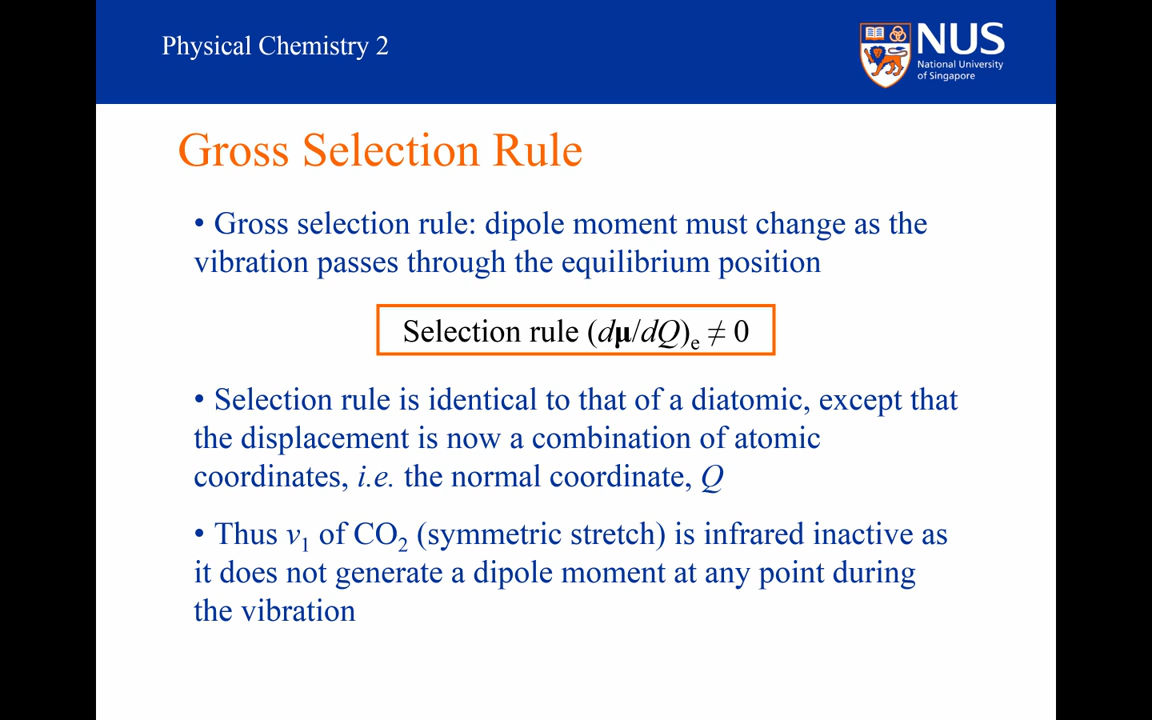 Physical Chemistry 2
NUS
National University
of Singapore
Gross Selection Rule
• Gross selection rule: dipole moment must change as the
vibration passes through the equilibrium position
Selection rule (dμ/dQ)e ≠ 0
• Selection rule is identical to that of a diatomic, except that
the displacement is now a combination of atomic
coordinates, i.e. the normal coordinate, Q
• Thus ν1 of CO2 (symmetric stretch) is infrared inactive as
it does not generate a dipole moment at any point during
the vibration